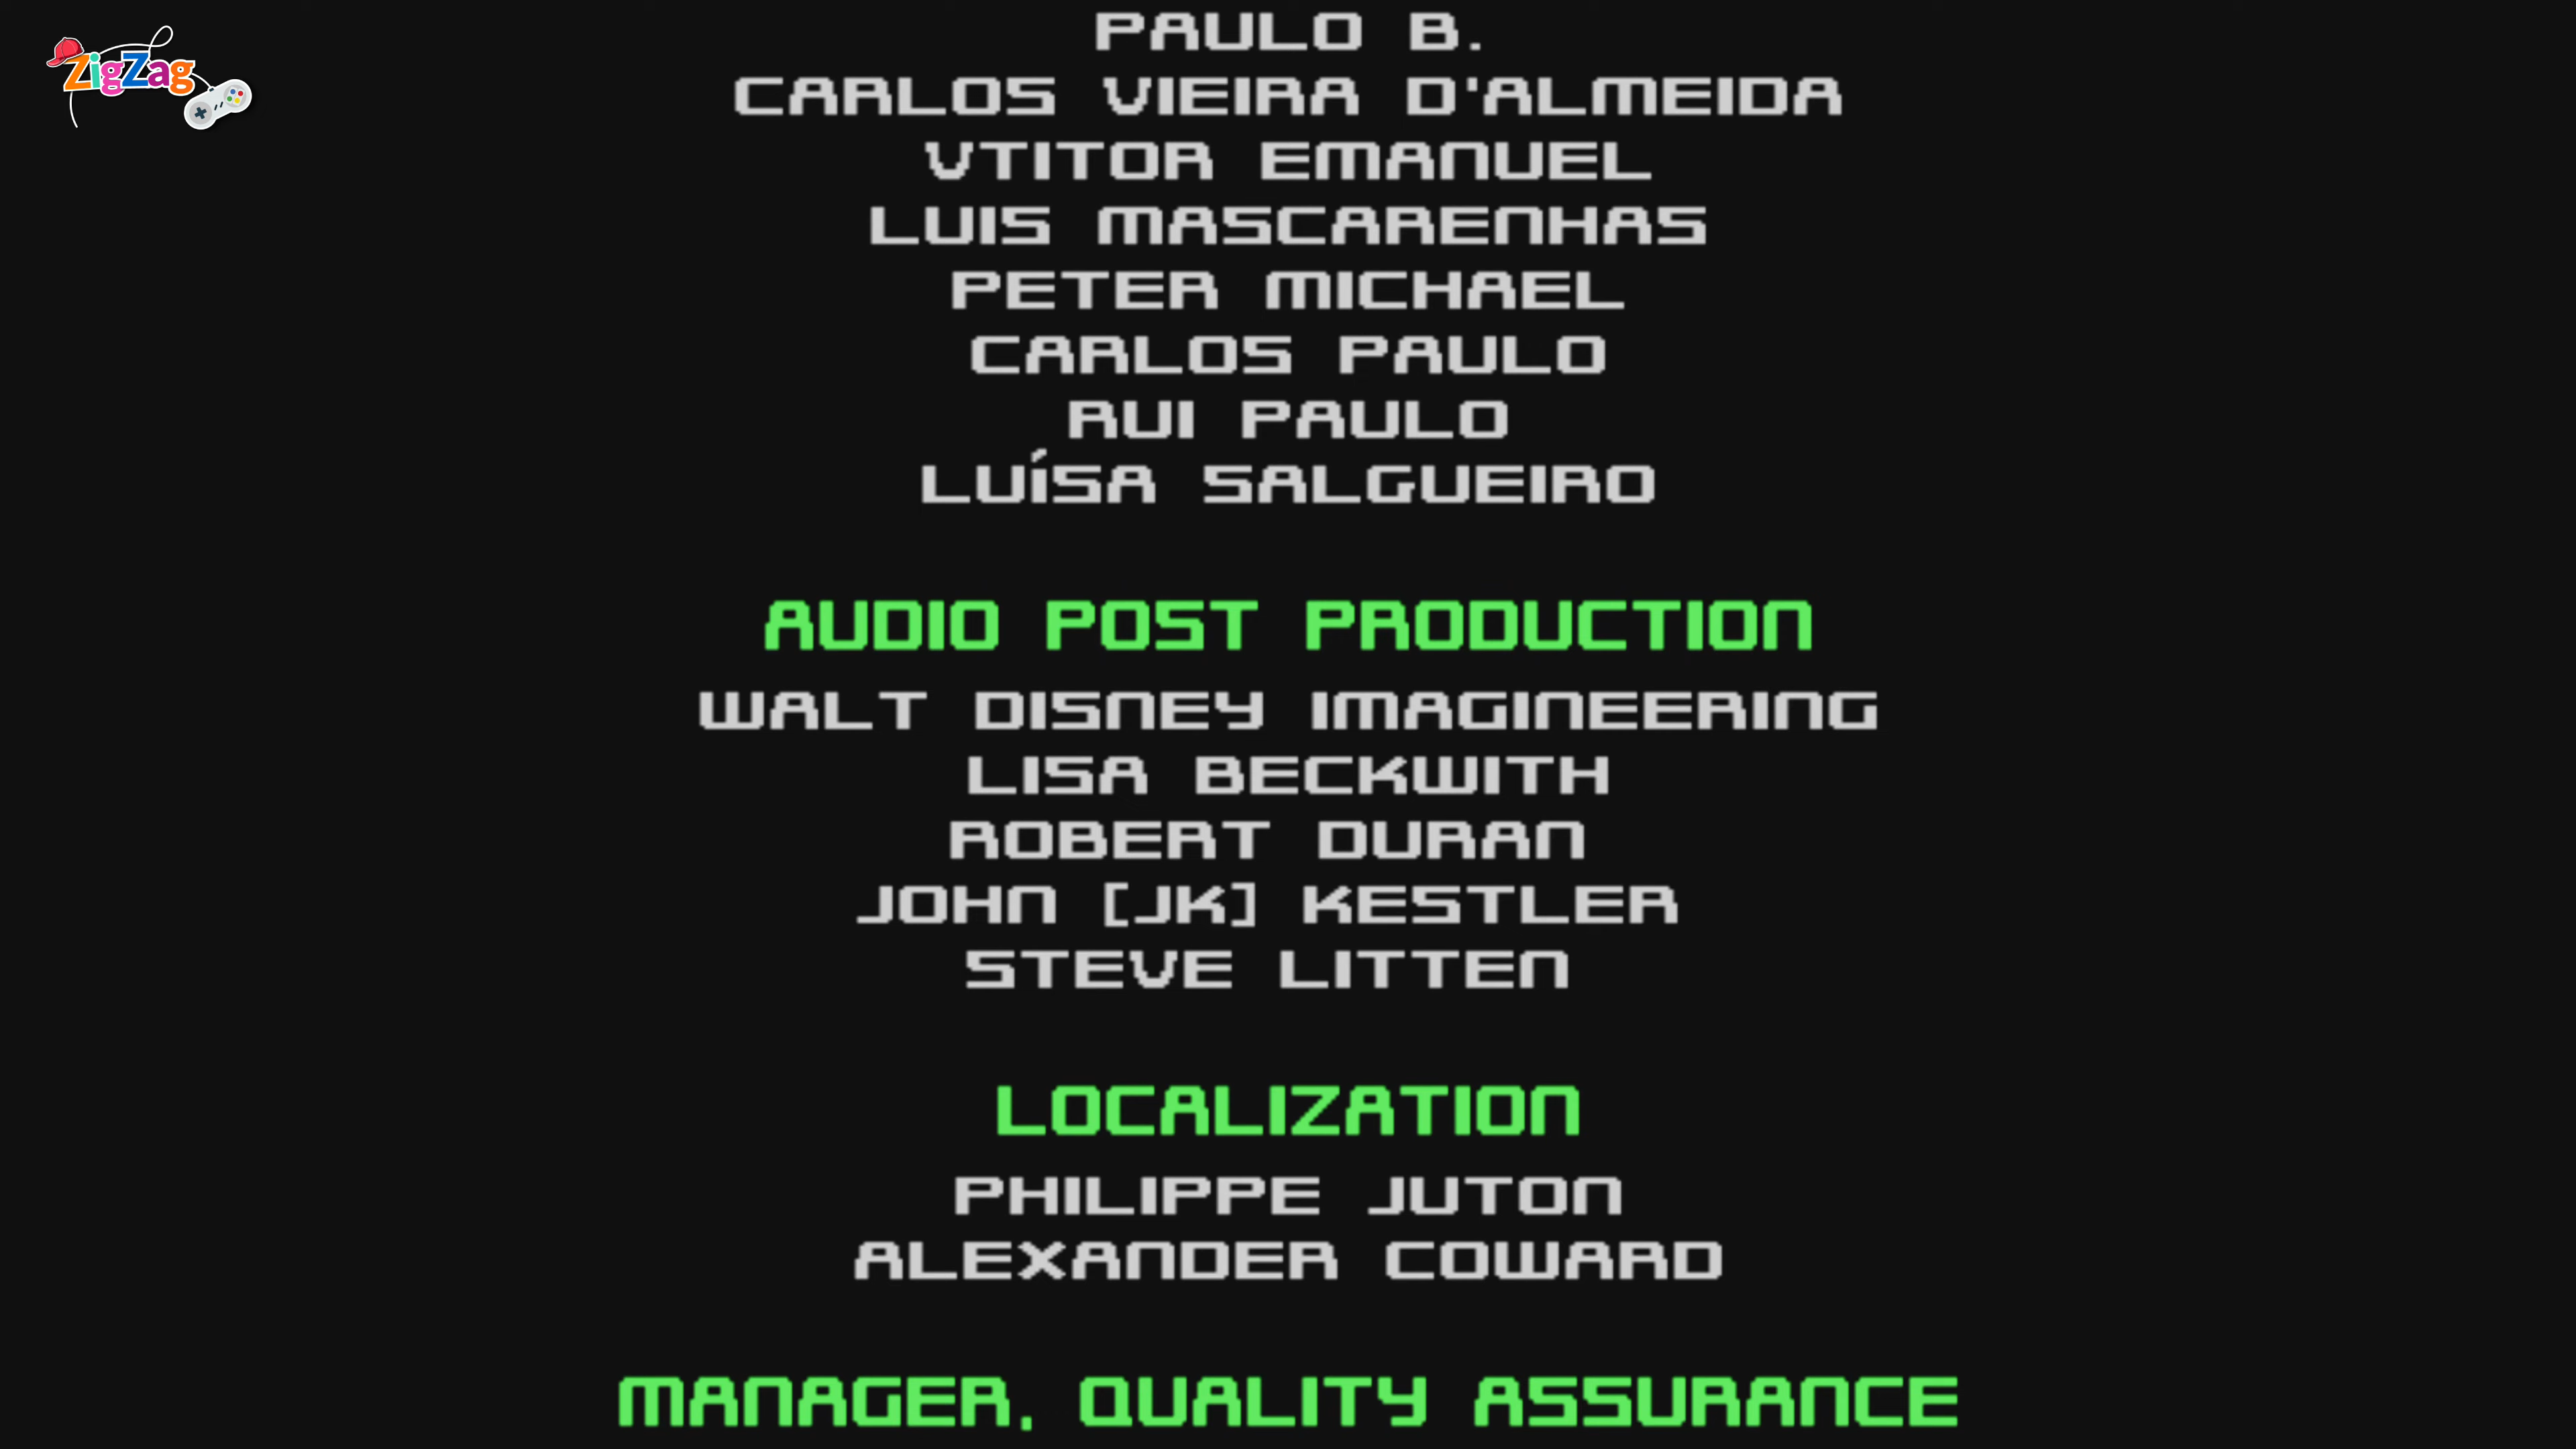 ZigZag
PAULO B.
CARLOS VIEIRA D'ALMEIDA
VTITOR EMANUEL
LUIS MASCARENHAS
PETER MICHAEL
CARLOS PAULO
RUI PAULO
LUÍSA SALGUEIRO
AUDIO POST PRODUCTION
WALT DISNEY IMAGINEERING
LISA BECKWITH
ROBERT DURAN
JOHN [JK] KESTLER
STEVE LITTEN
LOCALIZATION
PHILIPPE JUTON
ALEXANDER COWARD
MANAGER, QUALITY ASSURANCE